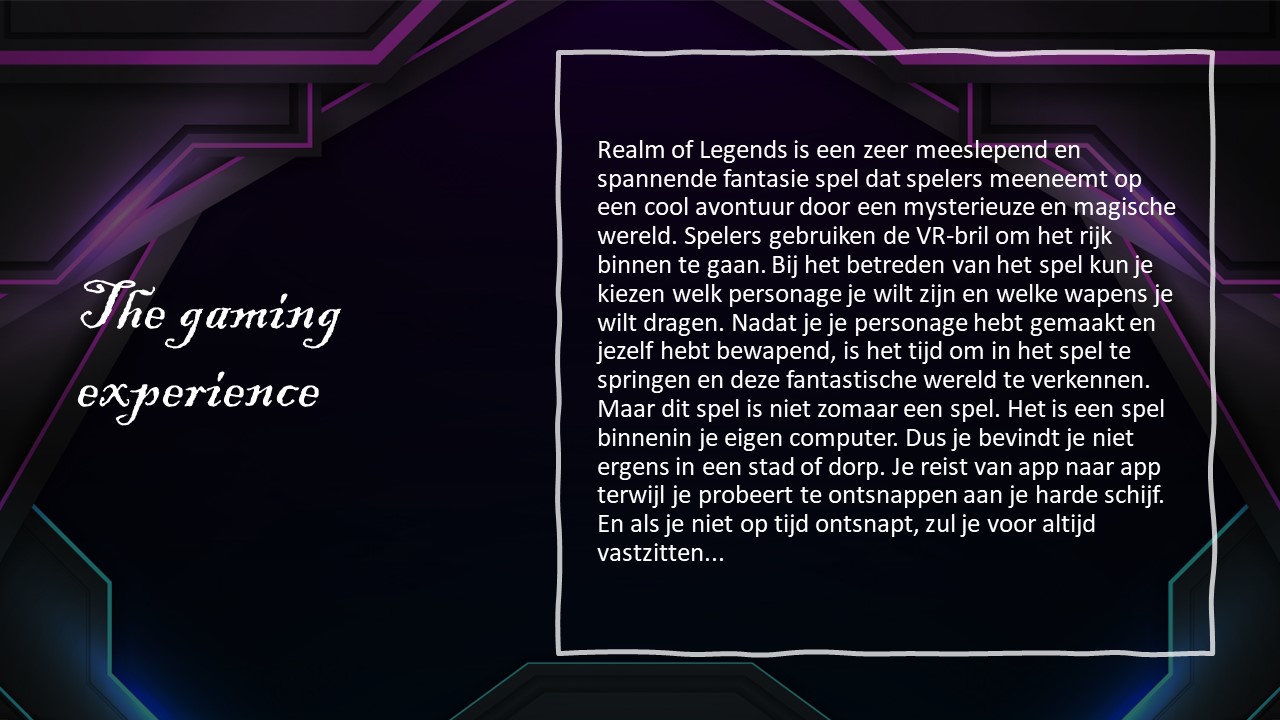 The gaming
experience
Realm of Legends is een zeer meeslepend en
spannende fantasie spel dat spelers meeneemt op
een cool avontuur door een mysterieuze en magische
wereld. Spelers gebruiken de VR-bril om het rijk
binnen te gaan. Bij het betreden van het spel kun je
kiezen welk personage je wilt zijn en welke wapens je
wilt dragen. Nadat je je personage hebt gemaakt en
jezelf hebt bewapend, is het tijd om in het spel te
springen en deze fantastische wereld te verkennen.
Maar dit spel is niet zomaar een spel. Het is een spel
binnenin je eigen computer. Dus je bevindt je niet
ergens in een stad of dorp. Je reist van app naar app
terwijl je probeert te ontsnappen aan je harde schijf.
En als je niet op tijd ontsnapt, zul je voor altijd
vastzitten...